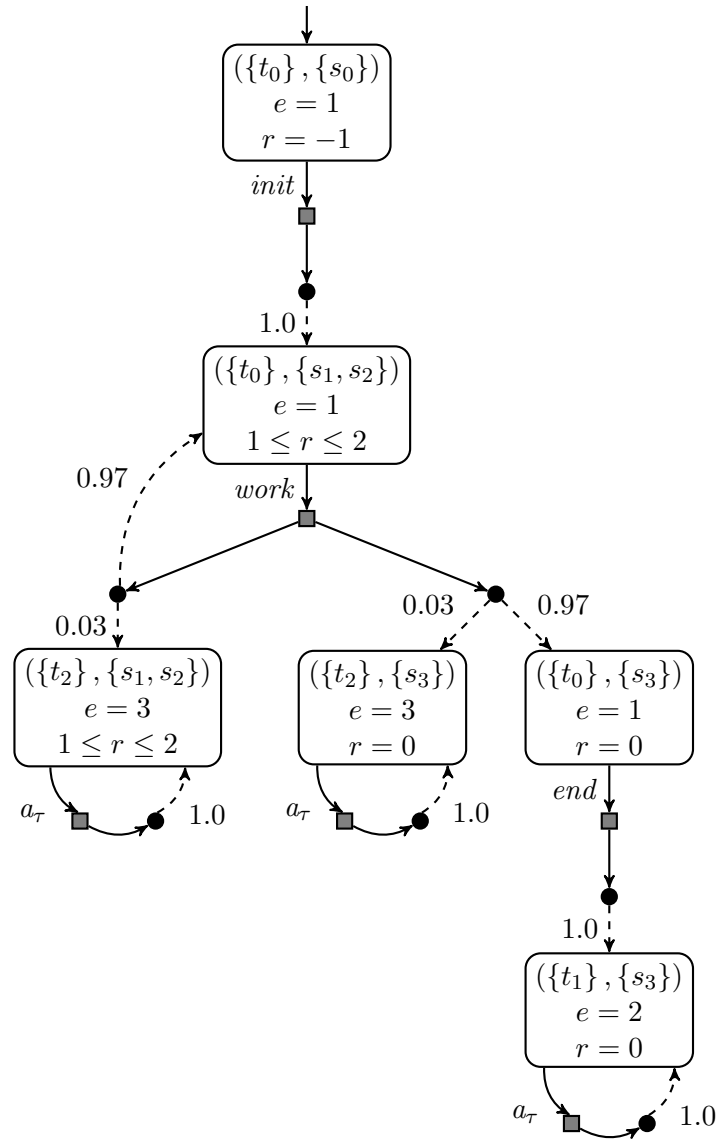 ({t₀}, {s₀})
e = 1
r = −1
init
1.0
({t₀}, {s₁, s₂})
e = 1
1 ≤ r ≤ 2
0.97
work
0.03
0.03
0.97
({t₂}, {s₁, s₂})
e = 3
1 ≤ r ≤ 2
({t₂}, {s₃})
e = 3
r = 0
({t₀}, {s₃})
e = 1
r = 0
aτ
1.0
aτ
1.0
end
1.0
({t₁}, {s₃})
e = 2
r = 0
aτ
1.0